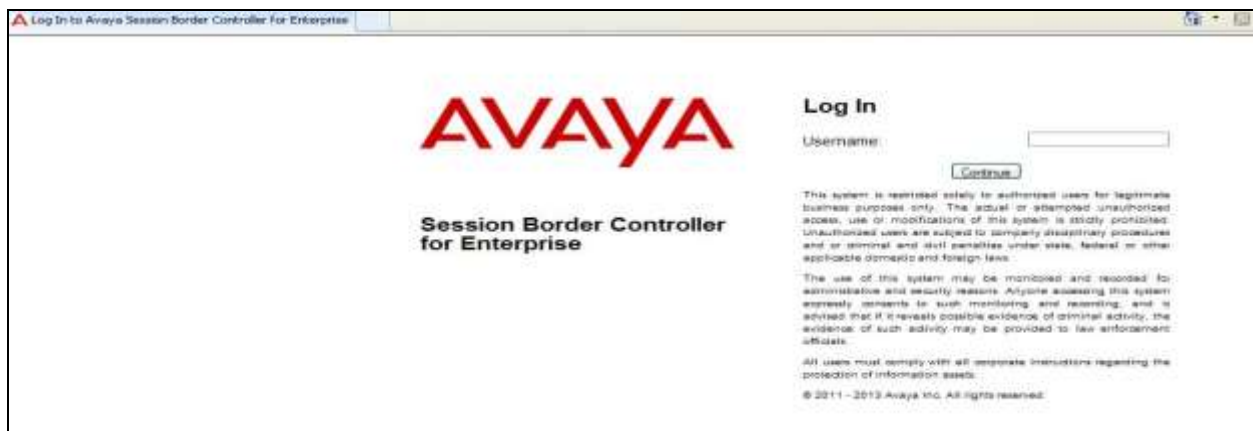 Log In to Avaya Session Border Controller for Enterprise
AVAYA
Session Border Controller
for Enterprise
Log In
Username:
Continue
This system is restricted solely to authorized users for legitimate
business purposes only. The actual or attempted unauthorized
access, use or modifications of this system is strictly prohibited.
Unauthorized users are subject to company disciplinary procedures
and or criminal and civil penalties under state, federal or other
applicable domestic and foreign laws.
The use of this system may be monitored and recorded for
administrative and security reasons. Anyone accessing this system
expressly consents to such monitoring and recording, and is
advised that if it reveals possible evidence of criminal activity, the
evidence of such activity may be provided to law enforcement
officials.
All users must comply with all corporate instructions regarding the
protection of information assets.
© 2011 - 2013 Avaya Inc. All rights reserved.